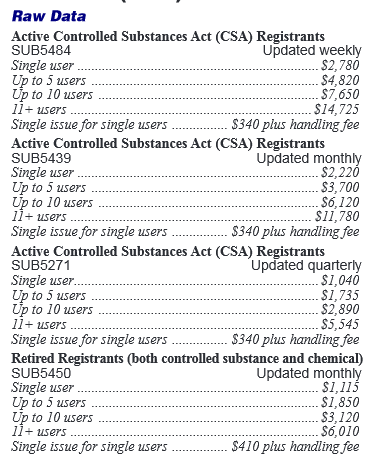 Raw Data
Active Controlled Substances Act (CSA) Registrants
SUB5484 Updated weekly
Single user ........ $2,780
Up to 5 users ........ $4,820
Up to 10 users ........ $7,650
11+ users ........ $14,725
Single issue for single users ........ $340 plus handling fee
Active Controlled Substances Act (CSA) Registrants
SUB5439 Updated monthly
Single user ........ $2,220
Up to 5 users ........ $3,700
Up to 10 users ........ $6,120
11+ users ........ $11,780
Single issue for single users ........ $340 plus handling fee
Active Controlled Substances Act (CSA) Registrants
SUB5271 Updated quarterly
Single user ........ $1,040
Up to 5 users ........ $1,735
Up to 10 users ........ $2,890
11+ users ........ $5,545
Single issue for single users ........ $340 plus handling fee
Retired Registrants (both controlled substance and chemical)
SUB5450 Updated monthly
Single user ........ $1,115
Up to 5 users ........ $1,850
Up to 10 users ........ $3,120
11+ users ........ $6,010
Single issue for single users ........ $410 plus handling fee